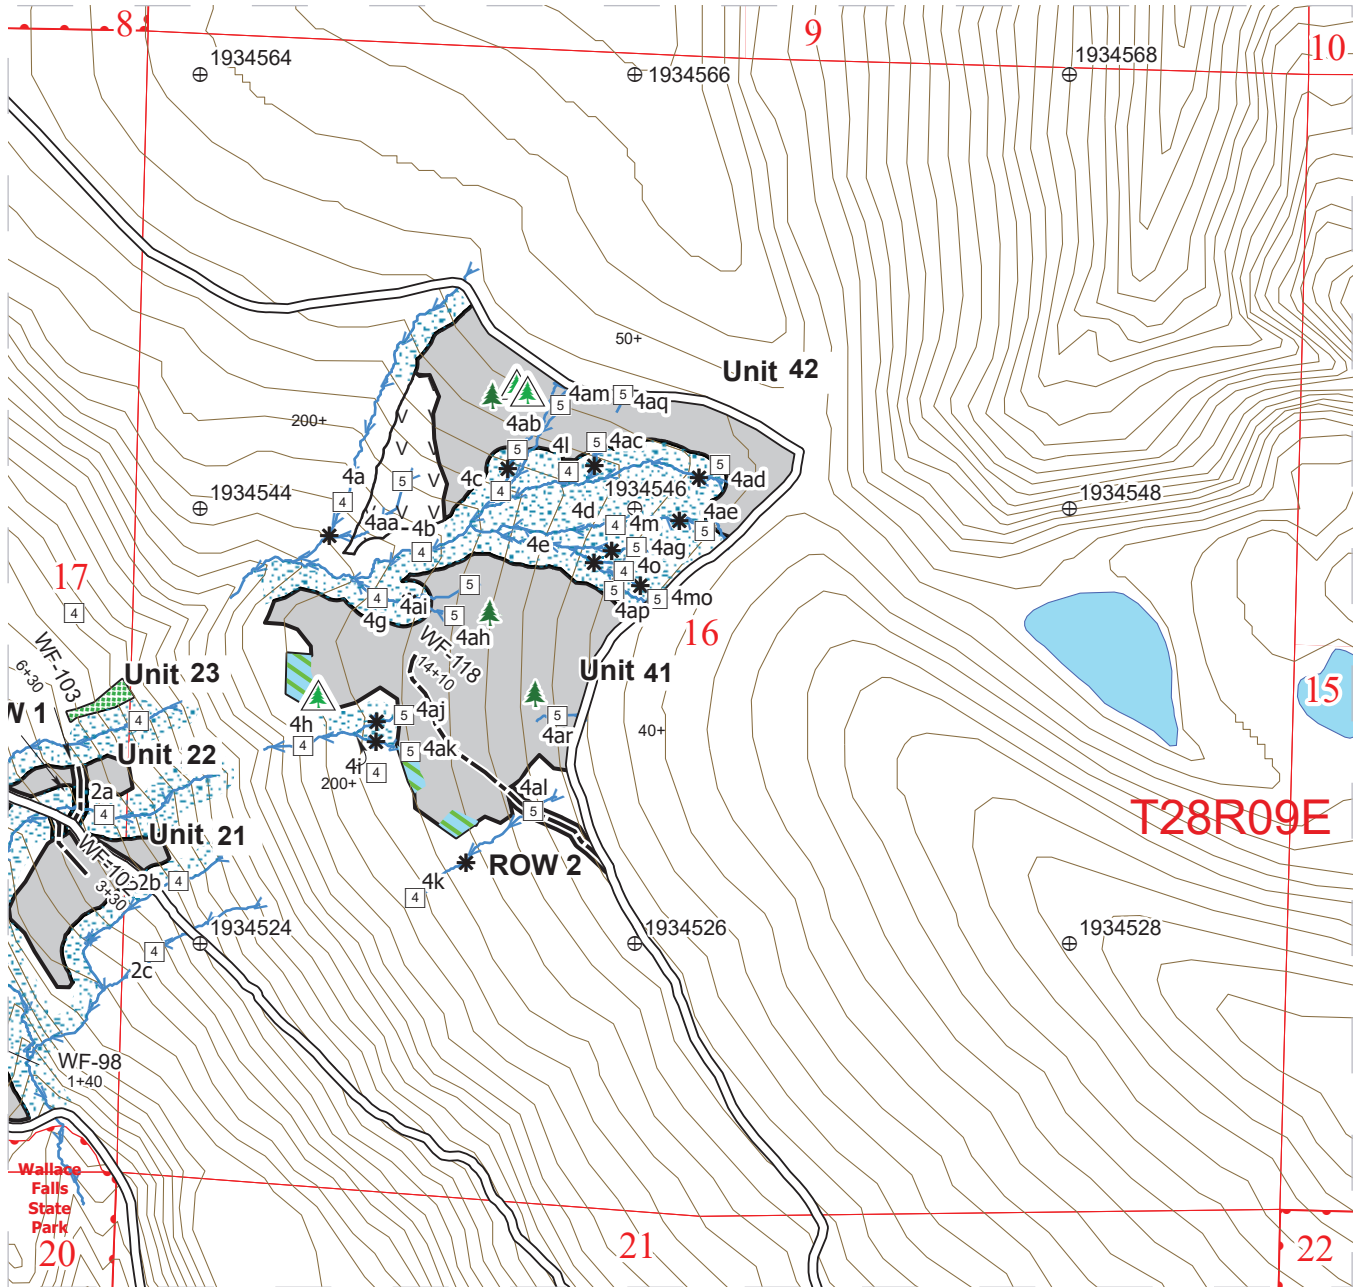 8
9
10
1934564
1934566
1934568
50+
Unit 42
200+
4am
5
5
4aq
4ab
5
4l
5
4ac
4a
4
5
4c
4
4
5
4ad
1934544
1934546
1934548
4aa
4b
4
4d
4
4m
4ae
5
4e
5
4ag
4
4o
17
4
4
4ai
5
4g
5
4ah
5
4ap
5
4mo
16
WF-103
6+30
WF-118
14+10
Unit 23
Unit 41
15
W 1
4
4h
4
5
4aj
5
4ak
5
4ar
40+
Unit 22
4i
4
200+
2a
4
4al
5
T28R09E
Unit 21
WF-102
3+30
2b
4
ROW 2
4k
4
1934524
1934526
1934528
4
2c
WF-98
1+40
Wallace
Falls
State
Park
20
21
22